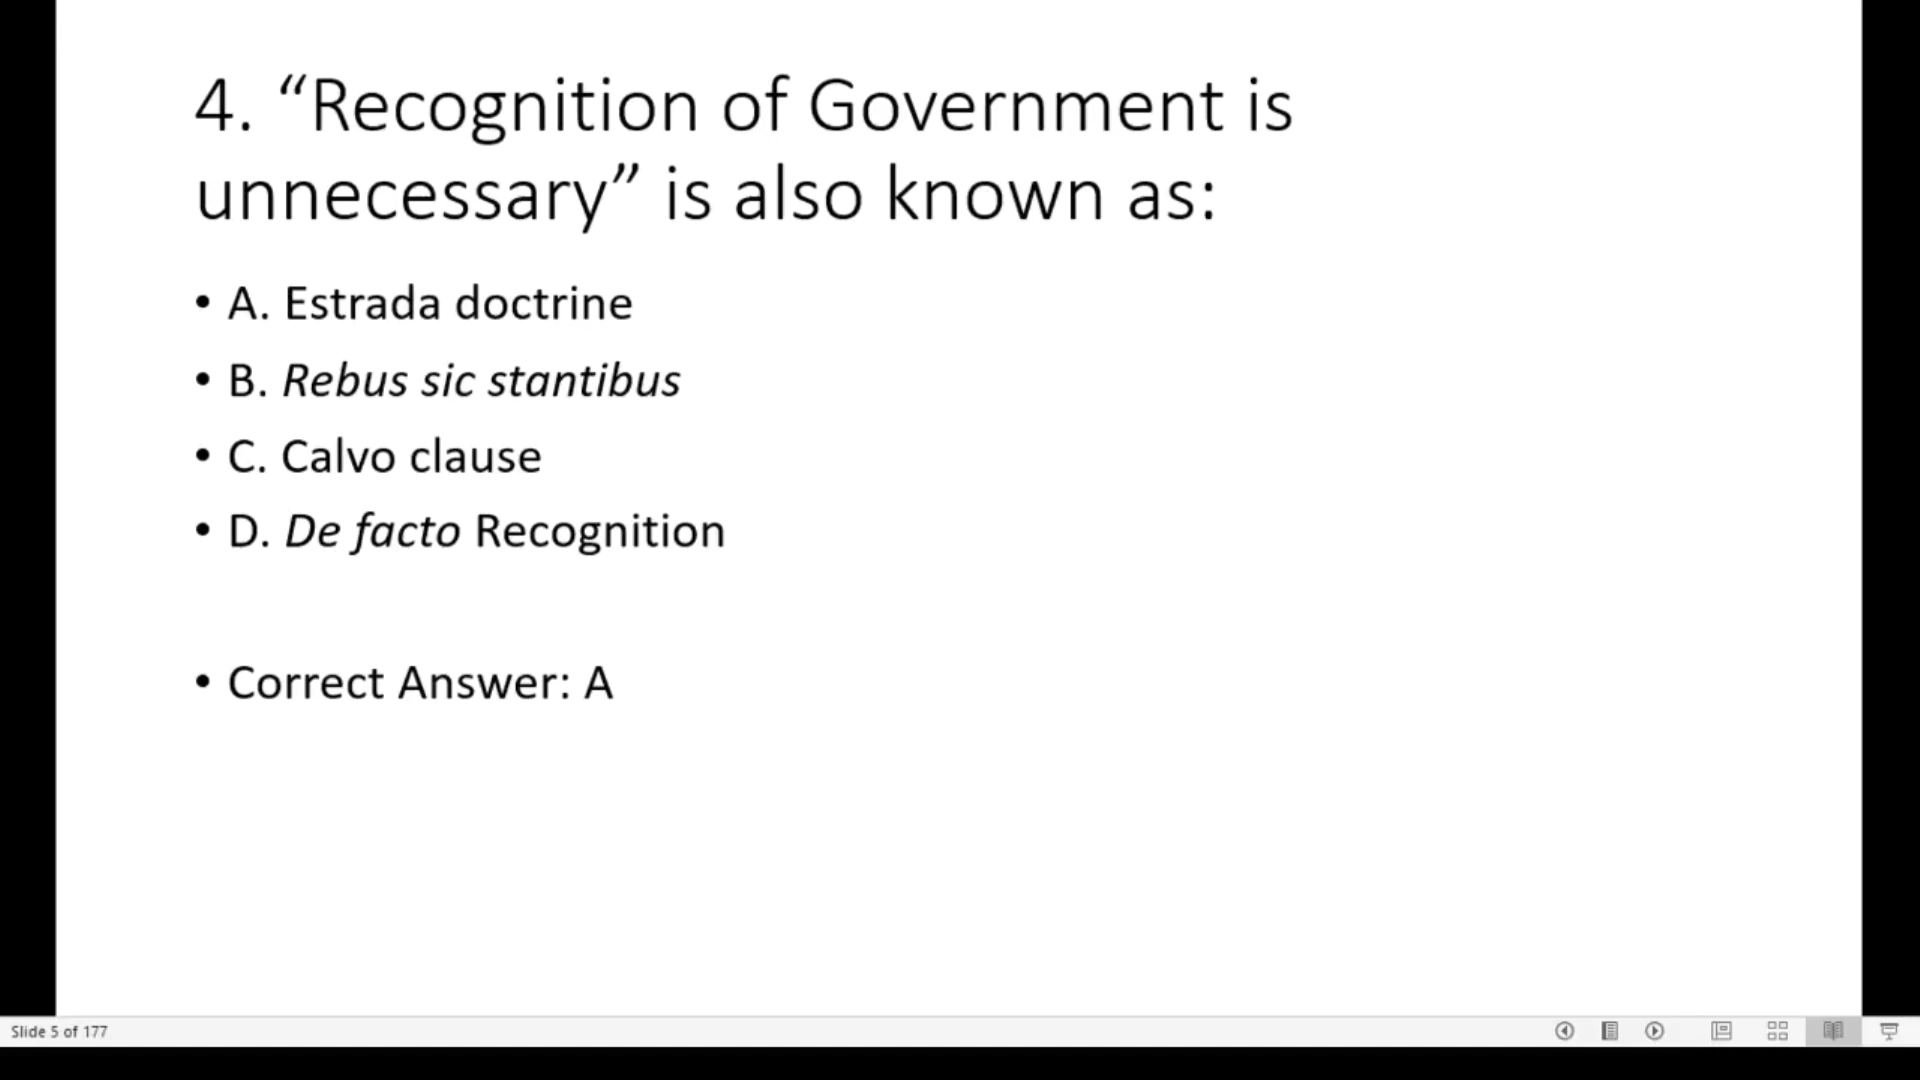 4. “Recognition of Government is
unnecessary” is also known as:
• A. Estrada doctrine
• B. Rebus sic stantibus
• C. Calvo clause
• D. De facto Recognition
• Correct Answer: A
Slide 5 of 177